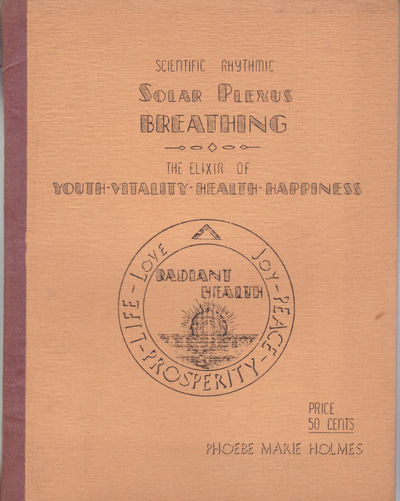 SCIENTIFIC RHYTHMIC
SOLAR PLEXUS
BREATHING
THE ELIXIR OF
YOUTH-VITALITY-HEALTH-HAPPINESS
LIFE - LOVE JOY - PEACE - PROSPERITY -
RADIANT
HEALTH
PRICE
50 CENTS
PHOEBE MARIE HOLMES